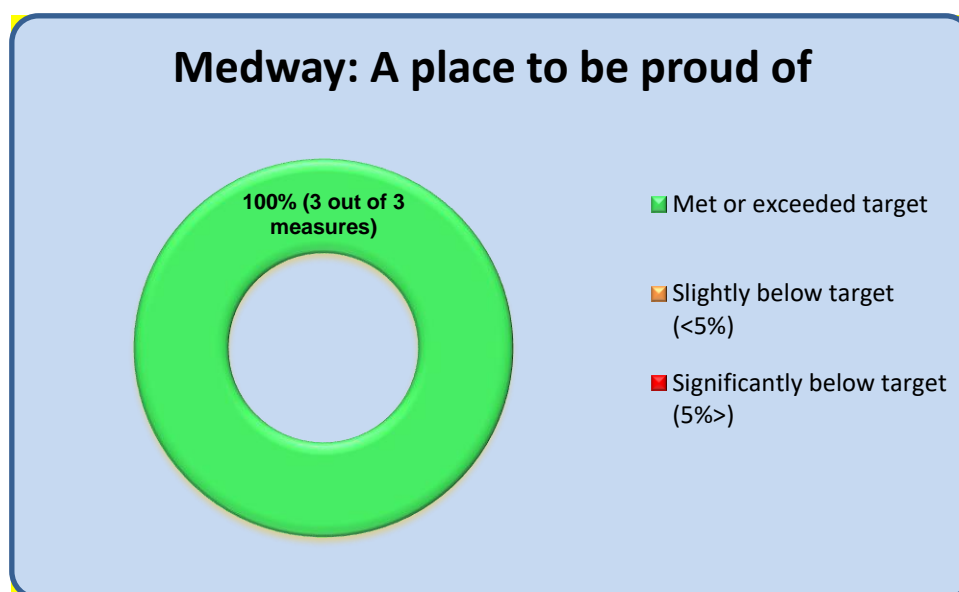 Medway: A place to be proud of
100% (3 out of 3
measures)
Met or exceeded target
Slightly below target
(<5%)
Significantly below target
(5%>)